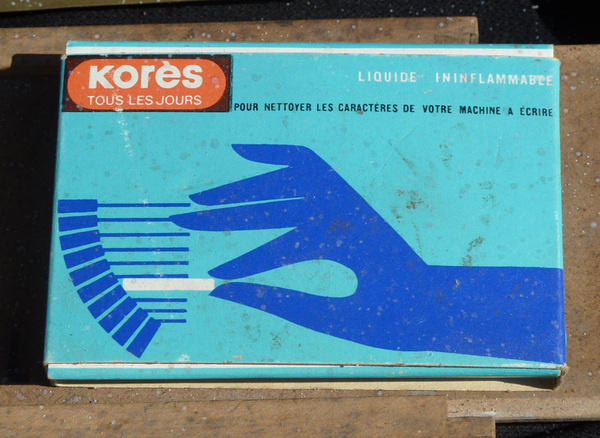 Korès
TOUS LES JOURS
LIQUIDE ININFLAMMABLE
POUR NETTOYER LES CARACTÈRES DE VOTRE MACHINE A ÉCRIRE